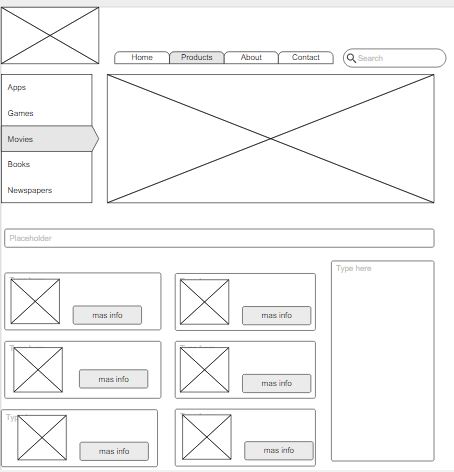 Home
Products
About
Contact
Search
Apps
Games
Movies
Books
Newspapers
Placeholder
Type here
mas info
mas info
mas info
mas info
mas info
mas info